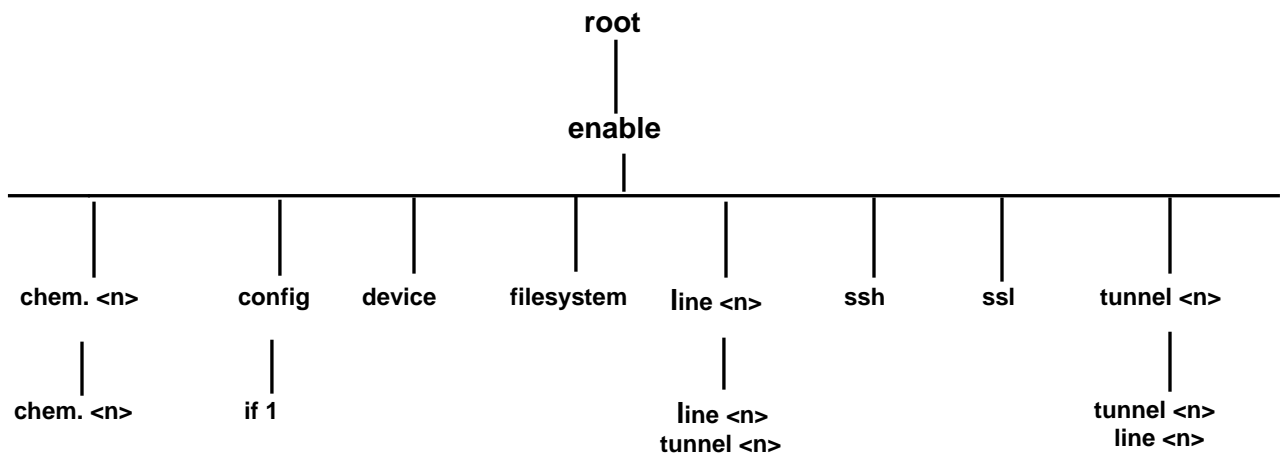 root
enable
chem. <n>
config
device
filesystem
line <n>
ssh
ssl
tunnel <n>
chem. <n>
if 1
line <n>
tunnel <n>
tunnel <n>
line <n>